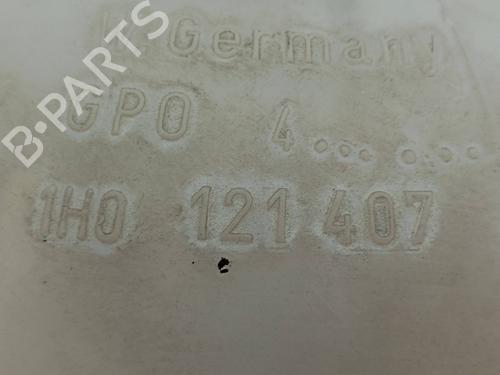 B-PARTS
W. Germany
GPO 4... ...
1H0 121 407